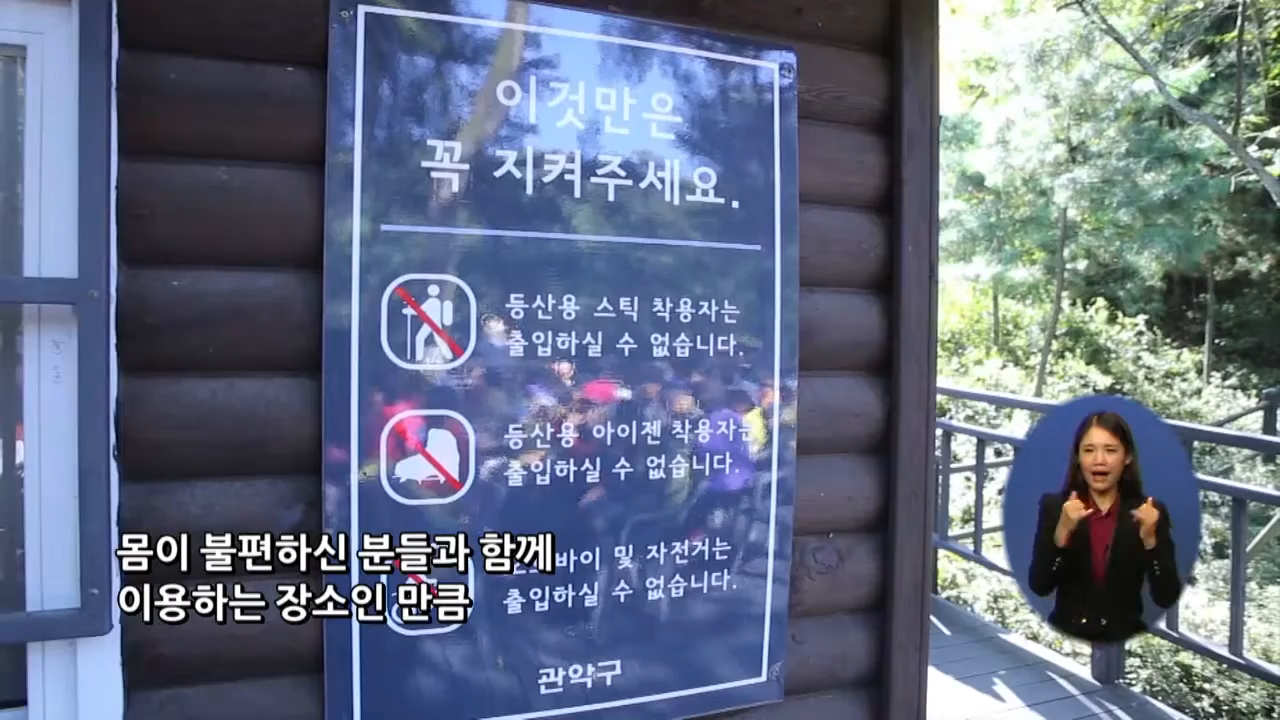 이것만은
꼭 지켜주세요.
등산용 스틱 착용자는
출입하실 수 없습니다.
등산용 아이젠 착용자는
출입하실 수 없습니다.
바이 및 자전거는
출입하실 수 없습니다.
관악구
몸이 불편하신 분들과 함께
이용하는 장소인 만큼